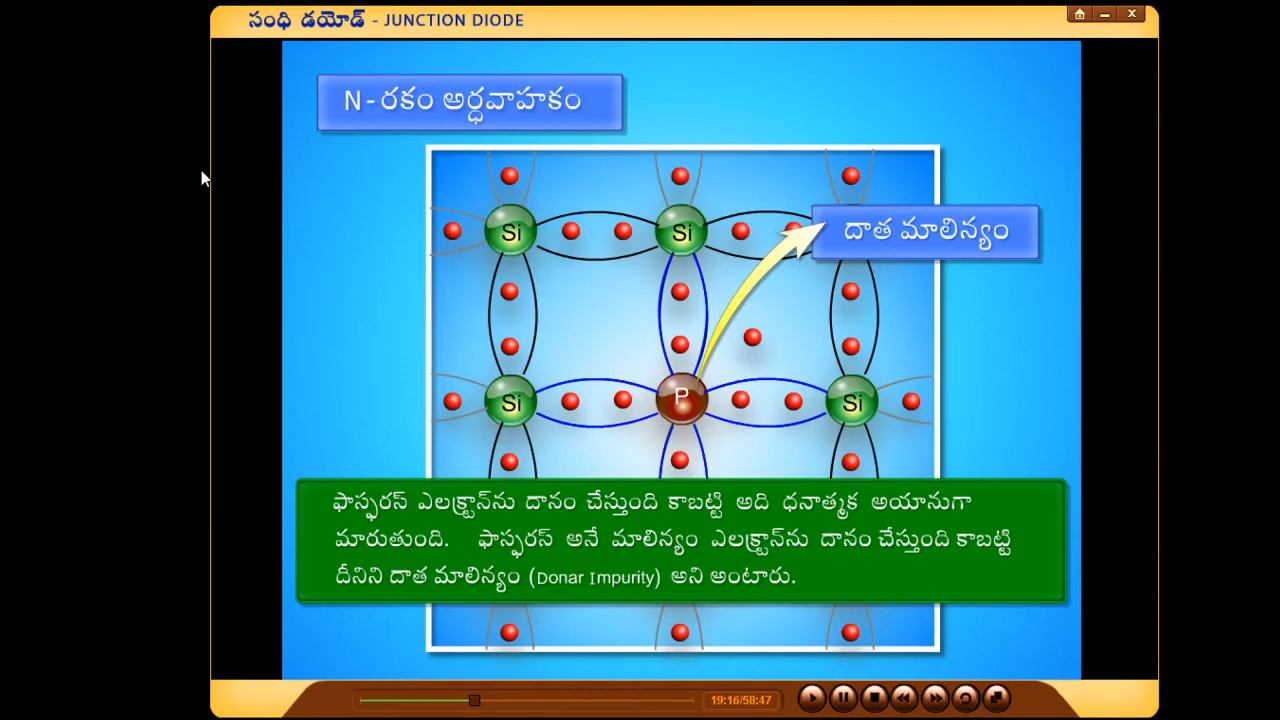 సంధి డయోడ్ - JUNCTION DIODE
N - రకం అర్ధవాహకం
Si Si దాత మాలిన్యం
Si P Si
ఫాస్ఫరస్ ఎలక్ట్రాన్‌ను దానం చేస్తుంది కాబట్టి అది ధనాత్మక అయానుగా
మారుతుంది. ఫాస్ఫరస్ అనే మాలిన్యం ఎలక్ట్రాన్‌ను దానం చేస్తుంది కాబట్టి
దీనిని దాత మాలిన్యం (Donar Impurity) అని అంటారు.
19:16/58:47